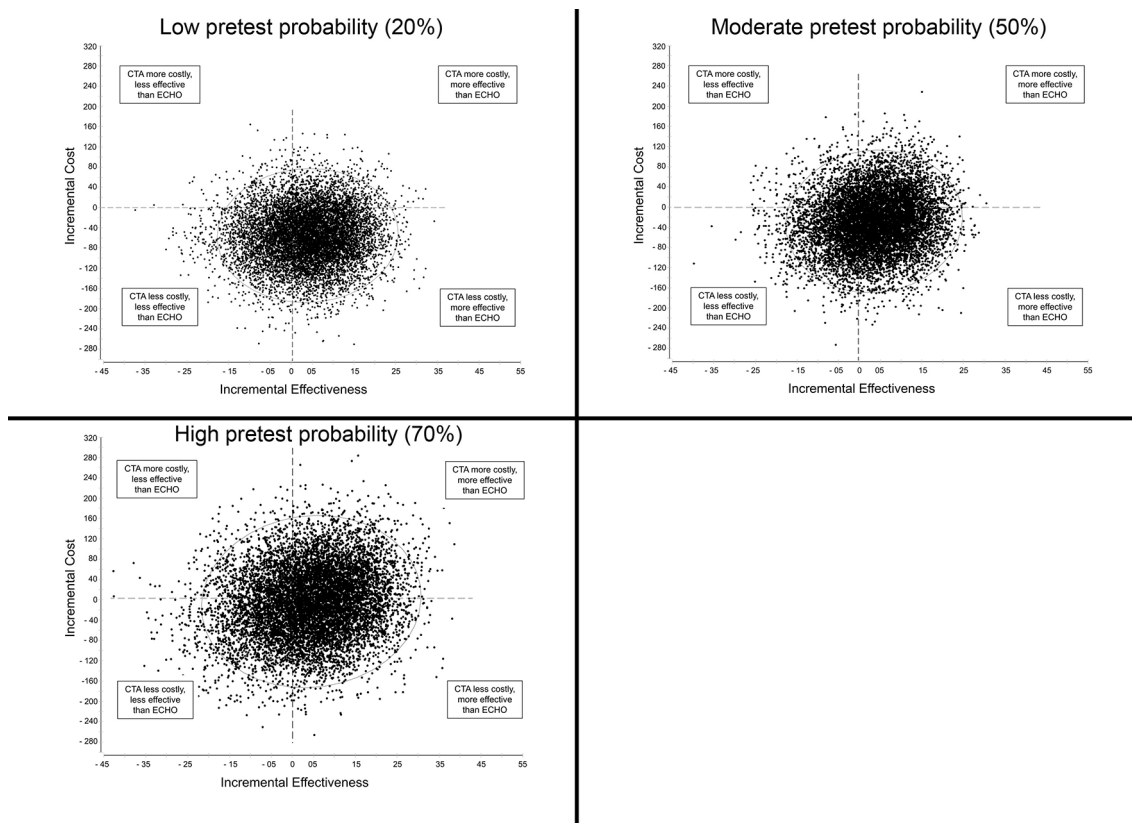 Low pretest probability (20%)
320
280
240
200
160
120
80
40
0
- 40
- 80
- 120
- 160
- 200
- 240
- 280
Incremental Cost
CTA more costly,
less effective
than ECHO
CTA more costly,
more effective
than ECHO
CTA less costly,
less effective
than ECHO
CTA less costly,
more effective
than ECHO
- 45 - 35 - 25 - 15 - 05 0 05 15 25 35 45 55
Incremental Effectiveness
Moderate pretest probability (50%)
320
280
240
200
160
120
80
40
0
- 40
- 80
- 120
- 160
- 200
- 240
- 280
Incremental Cost
CTA more costly,
less effective
than ECHO
CTA more costly,
more effective
than ECHO
CTA less costly,
less effective
than ECHO
CTA less costly,
more effective
than ECHO
- 45 - 35 - 25 - 15 - 05 0 05 15 25 35 45 55
Incremental Effectiveness
High pretest probability (70%)
320
280
240
200
160
120
80
40
0
- 40
- 80
- 120
- 160
- 200
- 240
- 280
Incremental Cost
CTA more costly,
less effective
than ECHO
CTA more costly,
more effective
than ECHO
CTA less costly,
less effective
than ECHO
CTA less costly,
more effective
than ECHO
- 45 - 35 - 25 - 15 - 05 0 05 15 25 35 45 55
Incremental Effectiveness